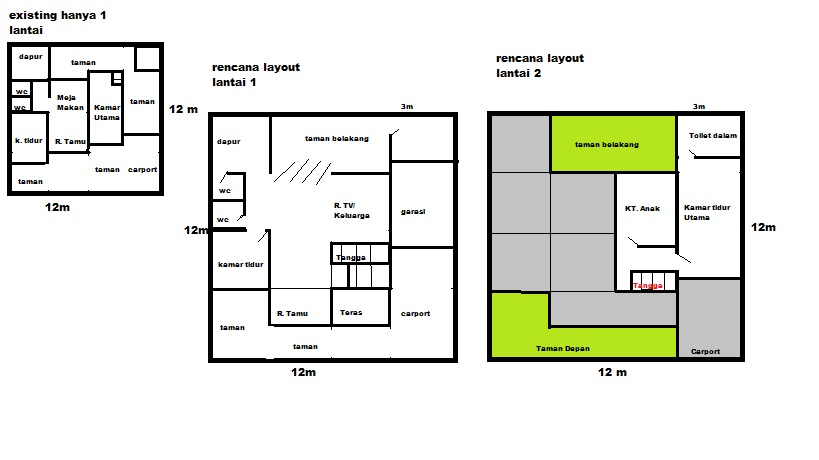 existing hanya 1
lantai
dapur
taman
wc
wc
Meja
Makan
Kamar
Utama
taman
k. tidur
R. Tamu
taman
carport
taman
12 m
12m
rencana layout
lantai 1
3m
dapur
taman belakang
wc
wc
R. TV/
Keluarga
garasi
12m
kamar tidur
Tangga
R. Tamu
Teras
carport
taman
taman
12m
rencana layout
lantai 2
3m
taman belakang
Toilet dalam
KT. Anak
Kamar tidur
Utama
12m
Tangga
Taman Depan
Carport
12 m